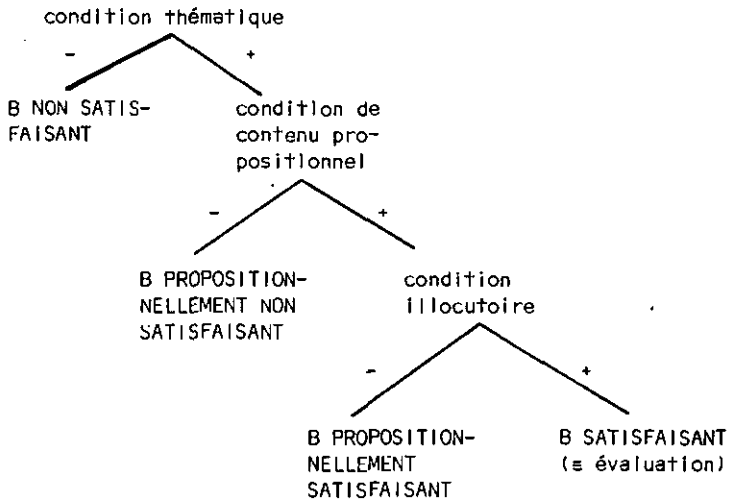 condition thématique
- +
B NON SATIS-
FAISANT
condition de
contenu pro-
positionnel
- +
B PROPOSITION-
NELLEMENT NON
SATISFAISANT
condition
illocutoire
- +
B PROPOSITION-
NELLEMENT
SATISFAISANT
B SATISFAISANT
(≡ évaluation)